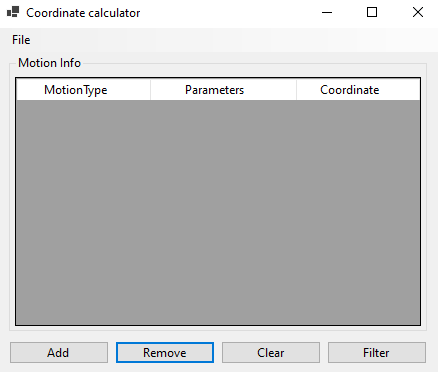 Coordinate calculator
File
Motion Info
MotionType Parameters Coordinate
Add Remove Clear Filter